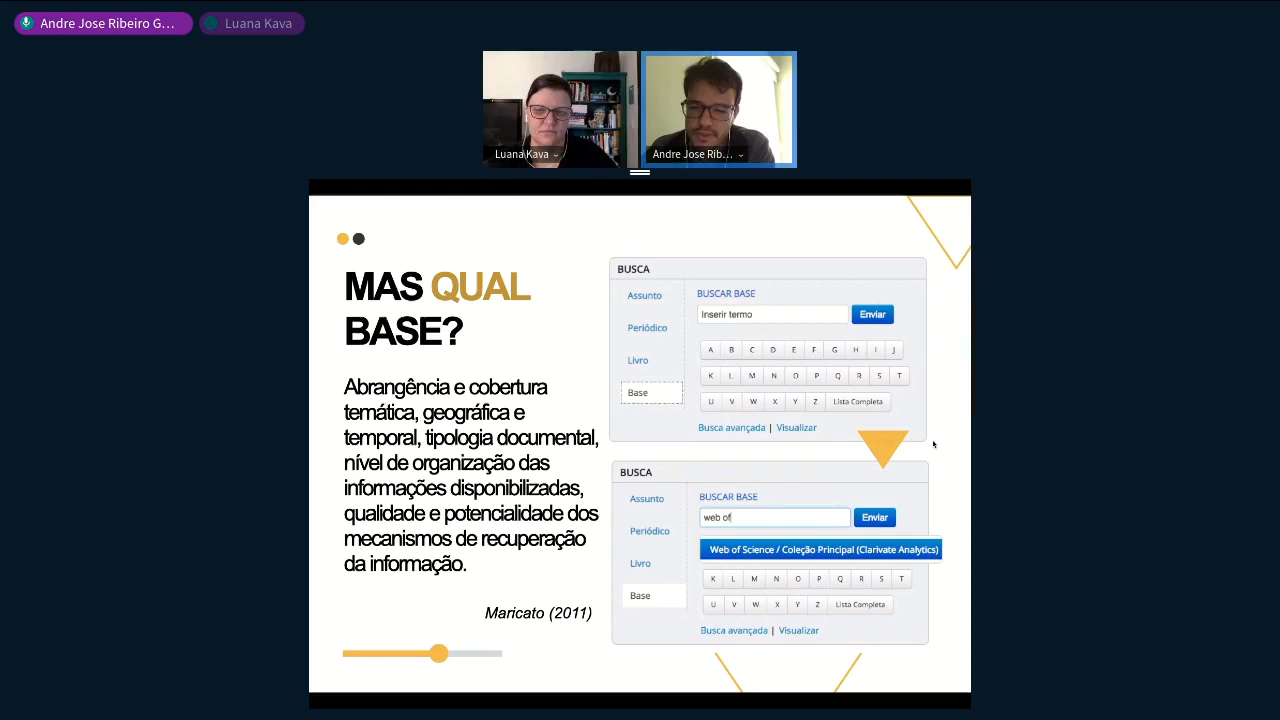 Andre Jose Ribeiro G...
Luana Kava
Luana Kava
Andre Jose Rib...
MAS QUAL
BASE?
Abrangência e cobertura
temática, geográfica e
temporal, tipologia documental,
nível de organização das
informações disponibilizadas,
qualidade e potencialidade dos
mecanismos de recuperação
da informação.
Maricato (2011)
BUSCA
Assunto
Periódico
Livro
Base
BUSCAR BASE
Inserir termo
Enviar
A B C D E F G H I J
K L M N O P Q R S T
U V W X Y Z Lista Completa
Busca avançada | Visualizar
BUSCA
Assunto
Periódico
Livro
Base
BUSCAR BASE
web of
Enviar
Web of Science / Coleção Principal (Clarivate Analytics)
K L M N O P Q R S T
U V W X Y Z Lista Completa
Busca avançada | Visualizar